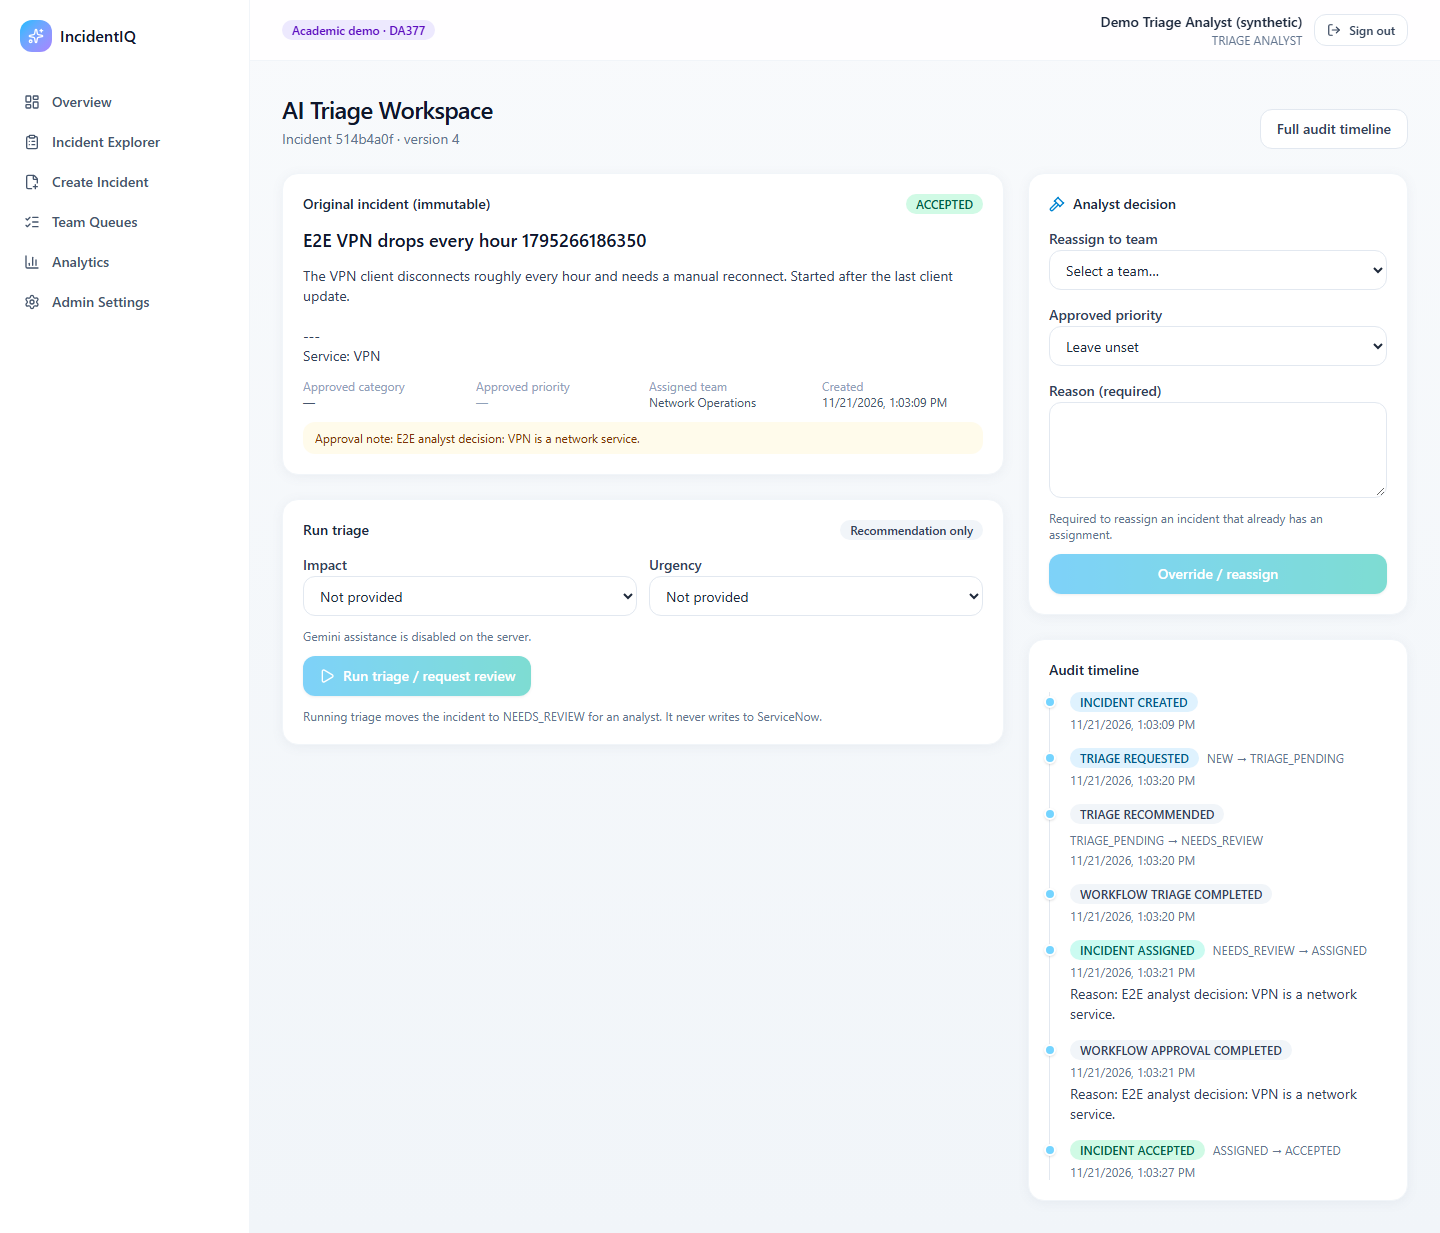 IncidentIQ
Overview
Incident Explorer
Create Incident
Team Queues
Analytics
Admin Settings
Academic demo · DA377
Demo Triage Analyst (synthetic)
TRIAGE ANALYST
Sign out
AI Triage Workspace
Incident 514b4a0f · version 4
Full audit timeline
Original incident (immutable)
ACCEPTED
E2E VPN drops every hour 1795266186350
The VPN client disconnects roughly every hour and needs a manual reconnect. Started after the last client
update.
---
Service: VPN
Approved category
—
Approved priority
—
Assigned team
Network Operations
Created
11/21/2026, 1:03:09 PM
Approval note: E2E analyst decision: VPN is a network service.
Run triage
Recommendation only
Impact
Not provided
Urgency
Not provided
Gemini assistance is disabled on the server.
Run triage / request review
Running triage moves the incident to NEEDS_REVIEW for an analyst. It never writes to ServiceNow.
Analyst decision
Reassign to team
Select a team...
Approved priority
Leave unset
Reason (required)
Required to reassign an incident that already has an
assignment.
Override / reassign
Audit timeline
INCIDENT CREATED
11/21/2026, 1:03:09 PM
TRIAGE REQUESTED NEW → TRIAGE_PENDING
11/21/2026, 1:03:20 PM
TRIAGE RECOMMENDED
TRIAGE_PENDING → NEEDS_REVIEW
11/21/2026, 1:03:20 PM
WORKFLOW TRIAGE COMPLETED
11/21/2026, 1:03:20 PM
INCIDENT ASSIGNED NEEDS_REVIEW → ASSIGNED
11/21/2026, 1:03:21 PM
Reason: E2E analyst decision: VPN is a network
service.
WORKFLOW APPROVAL COMPLETED
11/21/2026, 1:03:21 PM
Reason: E2E analyst decision: VPN is a network
service.
INCIDENT ACCEPTED ASSIGNED → ACCEPTED
11/21/2026, 1:03:27 PM